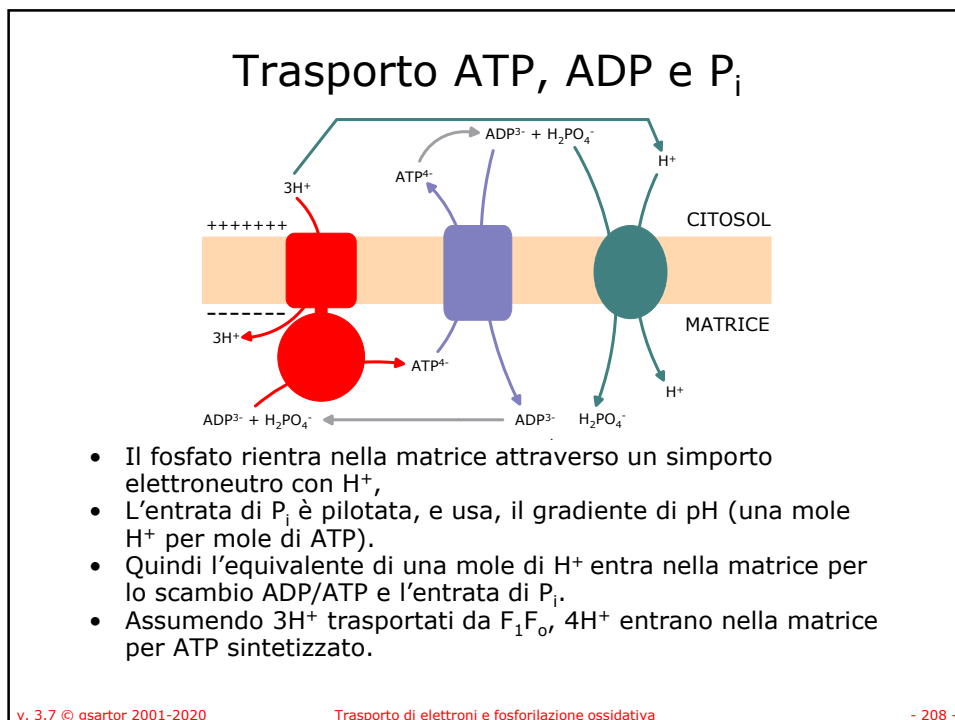 Trasporto ATP, ADP e Pᵢ
ADP³⁻ + H₂PO₄⁻
H⁺
ATP⁴⁻
3H⁺
+++++++
CITOSOL
-------
MATRICE
3H⁺
ATP⁴⁻
H⁺
ADP³⁻ + H₂PO₄⁻
ADP³⁻
H₂PO₄⁻
• Il fosfato rientra nella matrice attraverso un simporto
elettroneutro con H⁺,
• L'entrata di Pᵢ è pilotata, e usa, il gradiente di pH (una mole
H⁺ per mole di ATP).
• Quindi l'equivalente di una mole di H⁺ entra nella matrice per
lo scambio ADP/ATP e l'entrata di Pᵢ.
• Assumendo 3H⁺ trasportati da F₁Fₒ, 4H⁺ entrano nella matrice
per ATP sintetizzato.
v. 3.7 © gsartor 2001-2020
Trasporto di elettroni e fosforilazione ossidativa
- 208 -